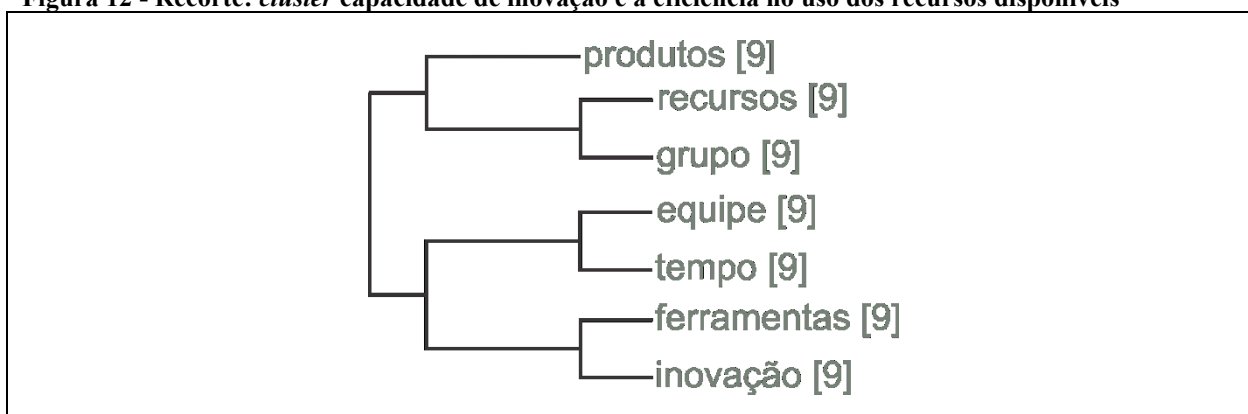 Figura 12 - Recorte: cluster capacidade de inovação e a eficiência no uso dos recursos disponíveis
produtos [9]
recursos [9]
grupo [9]
equipe [9]
tempo [9]
ferramentas [9]
inovação [9]